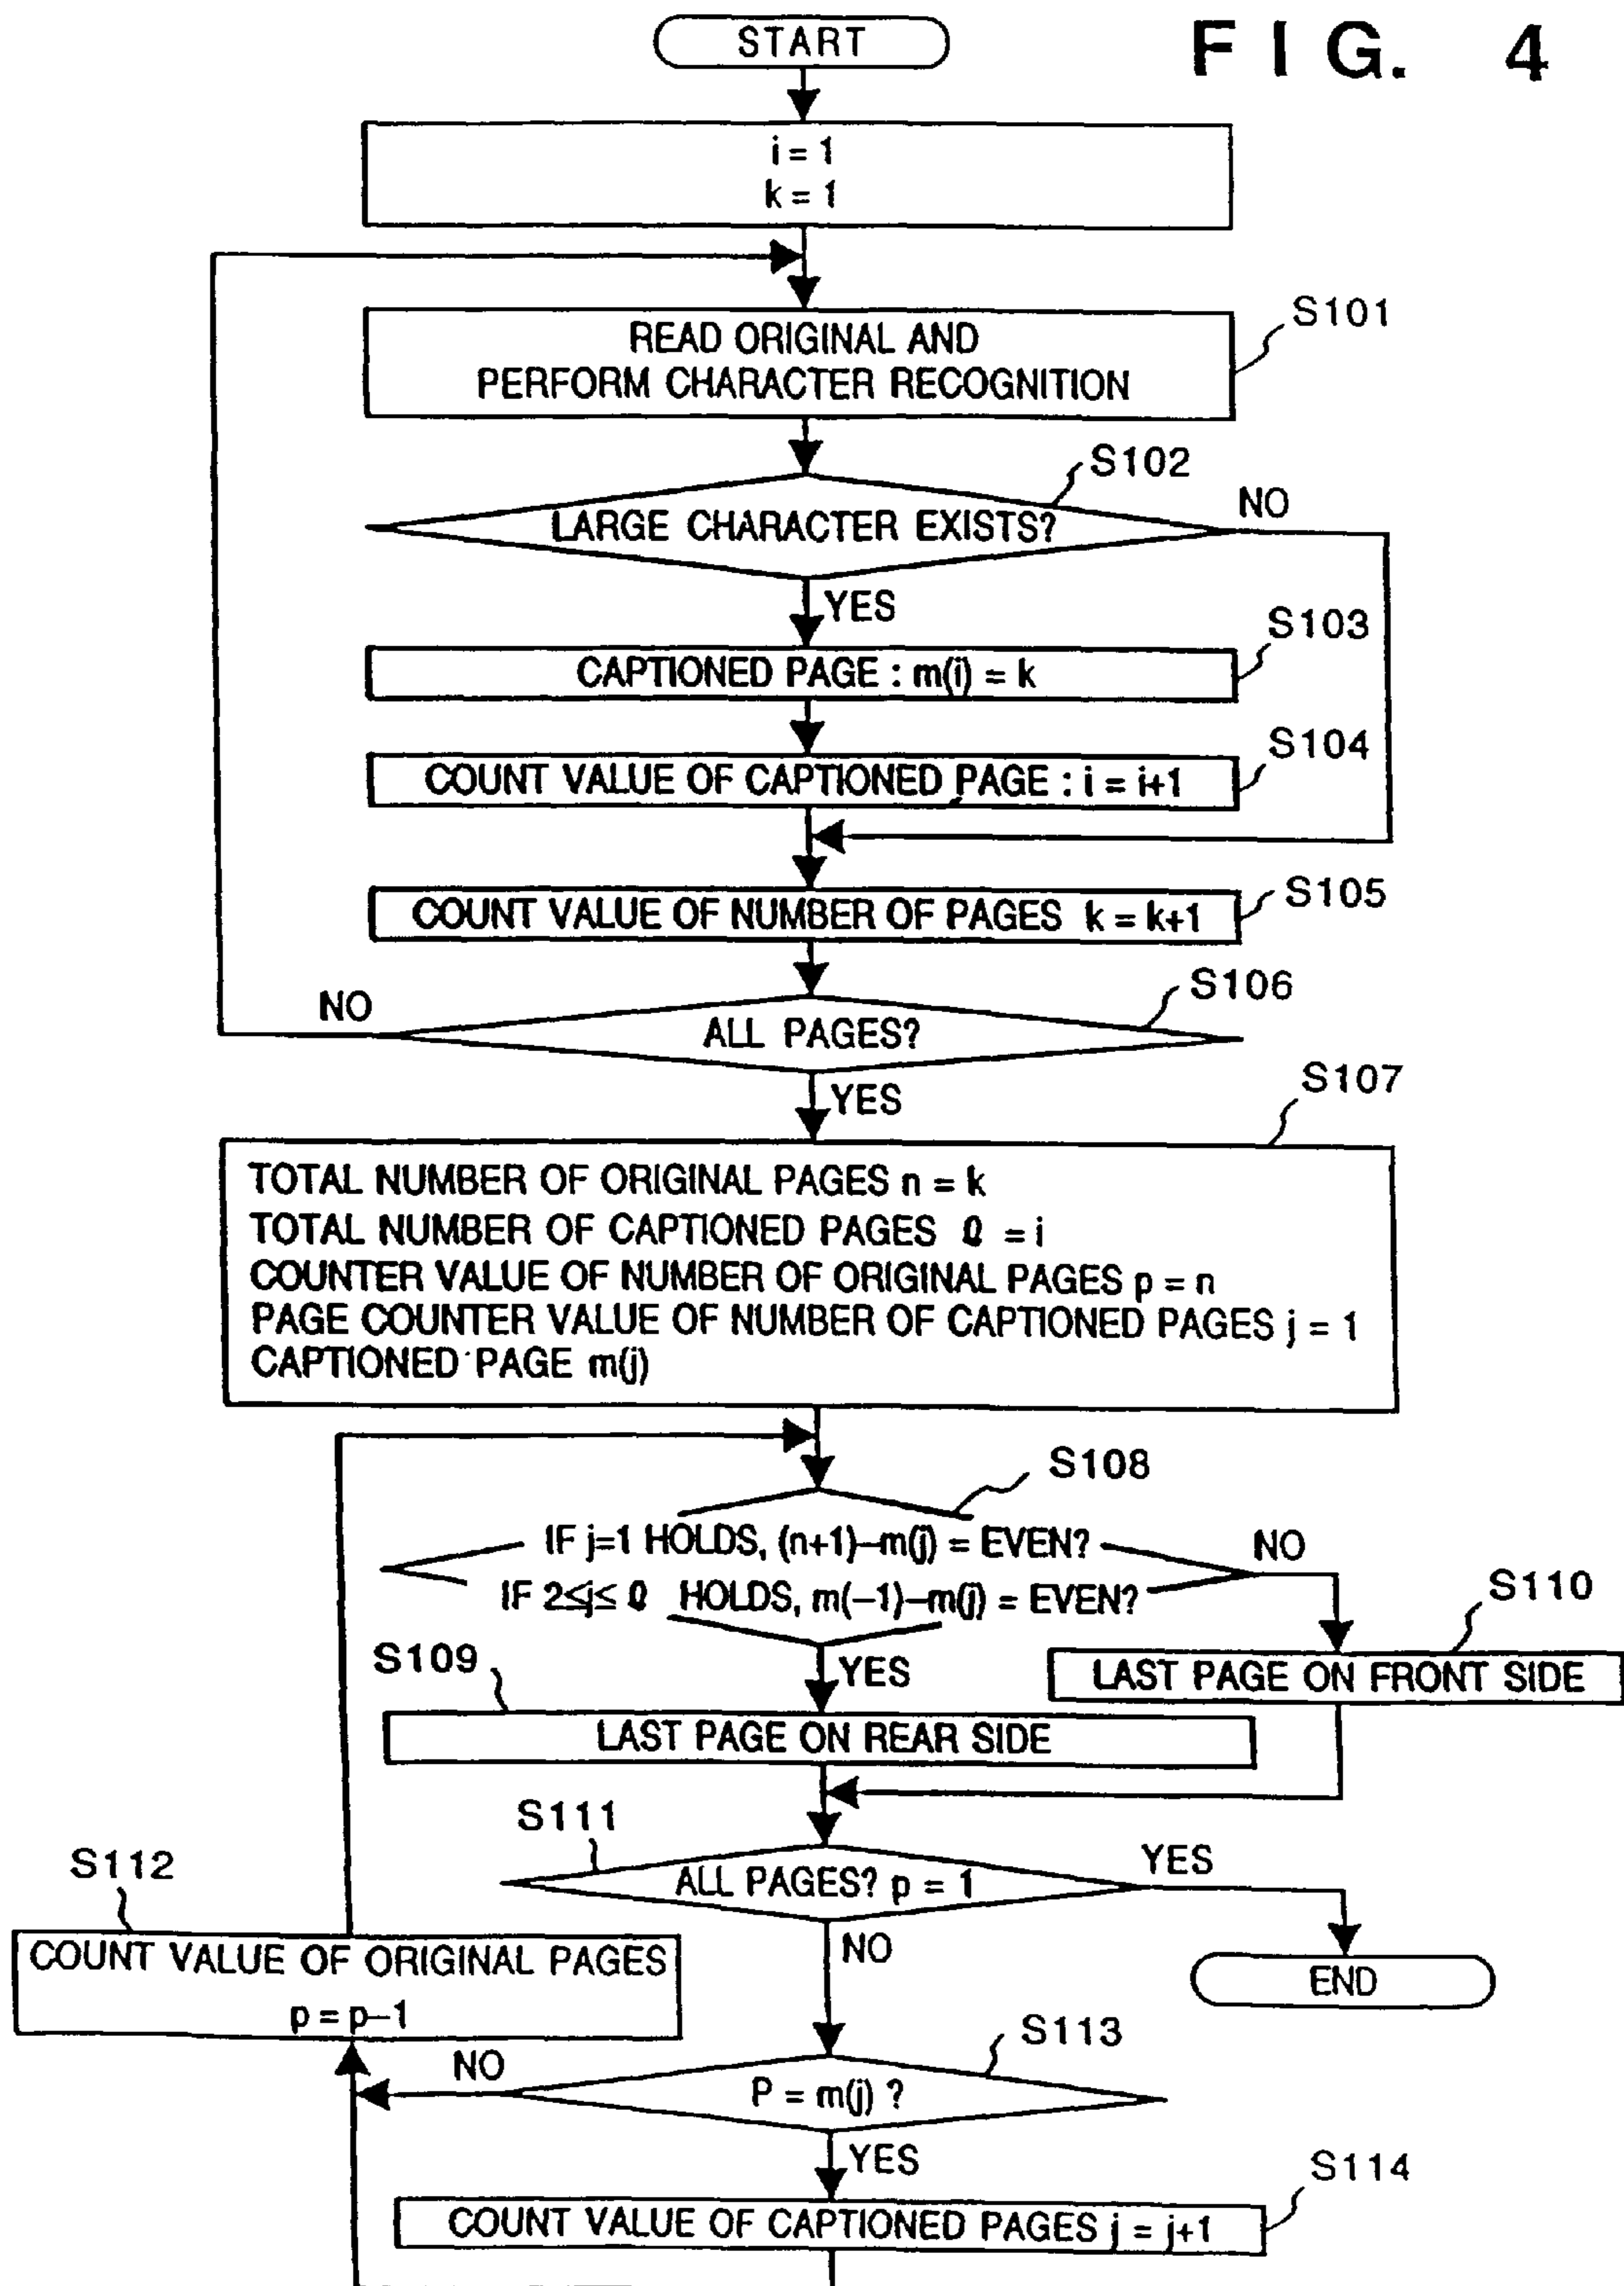 FIG. 4
START
i = 1
k = 1
S101
READ ORIGINAL AND
PERFORM CHARACTER RECOGNITION
S102
LARGE CHARACTER EXISTS?
NO
YES
S103
CAPTIONED PAGE : m(i) = k
S104
COUNT VALUE OF CAPTIONED PAGE : i = i+1
S105
COUNT VALUE OF NUMBER OF PAGES k = k+1
S106
NO
ALL PAGES?
YES
S107
TOTAL NUMBER OF ORIGINAL PAGES n = k
TOTAL NUMBER OF CAPTIONED PAGES ℓ = i
COUNTER VALUE OF NUMBER OF ORIGINAL PAGES p = n
PAGE COUNTER VALUE OF NUMBER OF CAPTIONED PAGES j = 1
CAPTIONED PAGE m(j)
S108
IF j=1 HOLDS, (n+1)–m(j) = EVEN?
NO
IF 2≤j≤ ℓ HOLDS, m(–1)–m(j) = EVEN?
S110
S109
YES
LAST PAGE ON FRONT SIDE
LAST PAGE ON REAR SIDE
S111
S112
ALL PAGES? p = 1
YES
NO
COUNT VALUE OF ORIGINAL PAGES
p = p–1
END
S113
NO
P = m(j) ?
YES
S114
COUNT VALUE OF CAPTIONED PAGES j = j+1